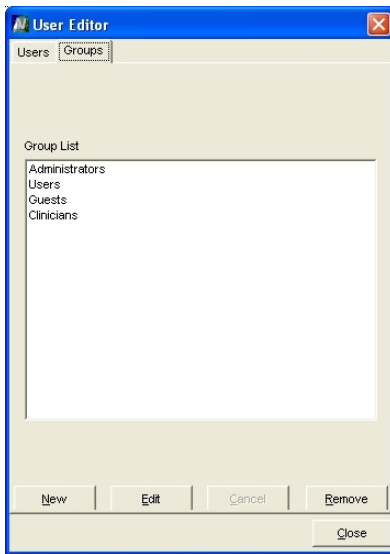 User Editor
Users Groups
Group List
Administrators
Users
Guests
Clinicians
New Edit Cancel Remove
Close